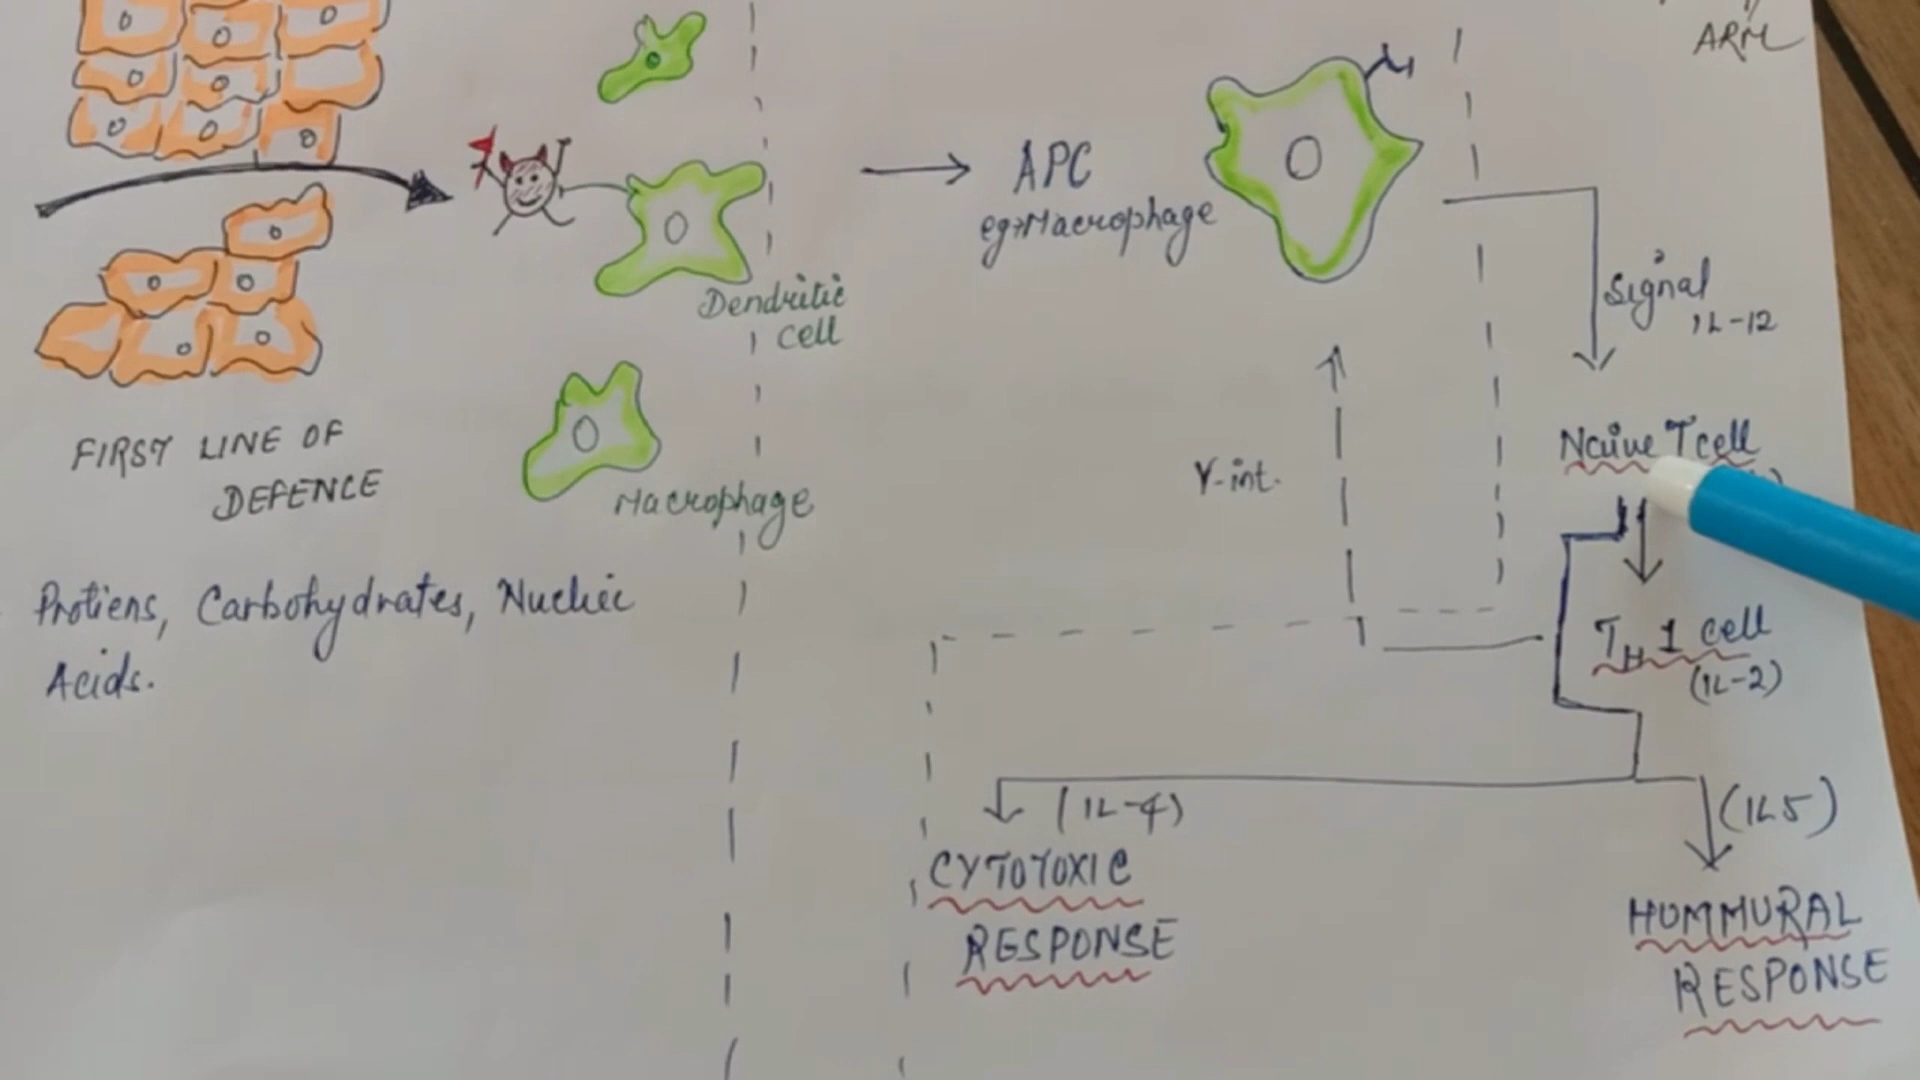 ARM
APC
eg→Macrophage
Dendritic
cell
Signal
IL-12
FIRST LINE OF
DEFENCE
Macrophage
γ-int.
Naive T cell
Protiens, Carbohydrates, Nucleic
Acids.
TH 1 cell
(IL-2)
(IL-4)
(IL5)
CYTOTOXIC
RESPONSE
HUMMURAL
RESPONSE